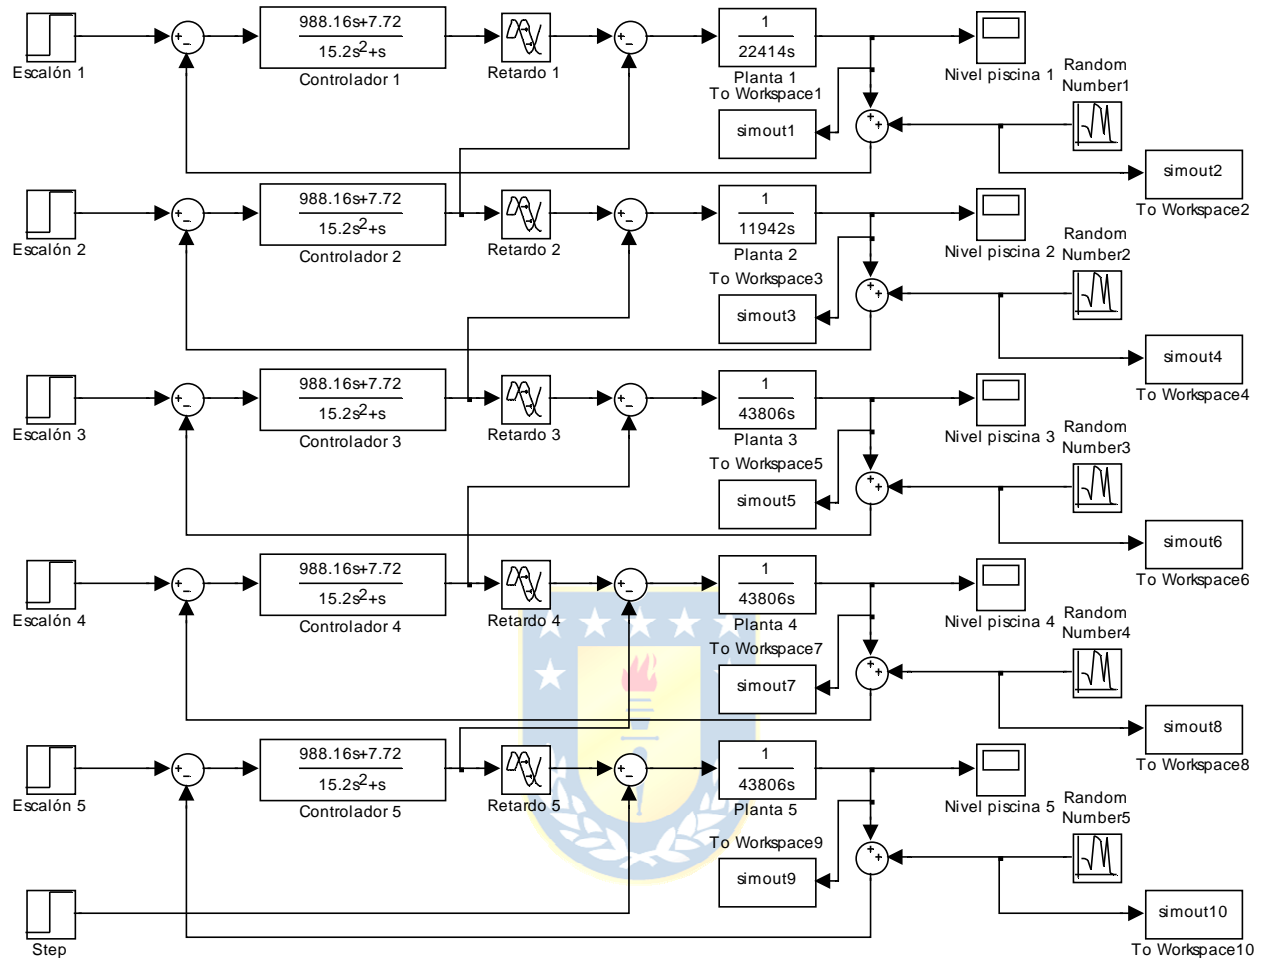 988.16s+7.72
15.2s²+s
1
22414s
Escalón 1
Controlador 1
Retardo 1
Planta 1
To Workspace1
Nivel piscina 1
Random
Number1
simout1
simout2
To Workspace2
988.16s+7.72
15.2s²+s
1
11942s
Escalón 2
Controlador 2
Retardo 2
Planta 2
To Workspace3
Nivel piscina 2
Random
Number2
simout3
simout4
To Workspace4
988.16s+7.72
15.2s²+s
1
43806s
Escalón 3
Controlador 3
Retardo 3
Planta 3
To Workspace5
Nivel piscina 3
Random
Number3
simout5
simout6
To Workspace6
988.16s+7.72
15.2s²+s
1
43806s
Escalón 4
Controlador 4
Retardo 4
Planta 4
To Workspace7
Nivel piscina 4
Random
Number4
simout7
simout8
To Workspace8
988.16s+7.72
15.2s²+s
1
43806s
Escalón 5
Controlador 5
Retardo 5
Planta 5
To Workspace9
Nivel piscina 5
Random
Number5
simout9
simout10
Step
To Workspace10